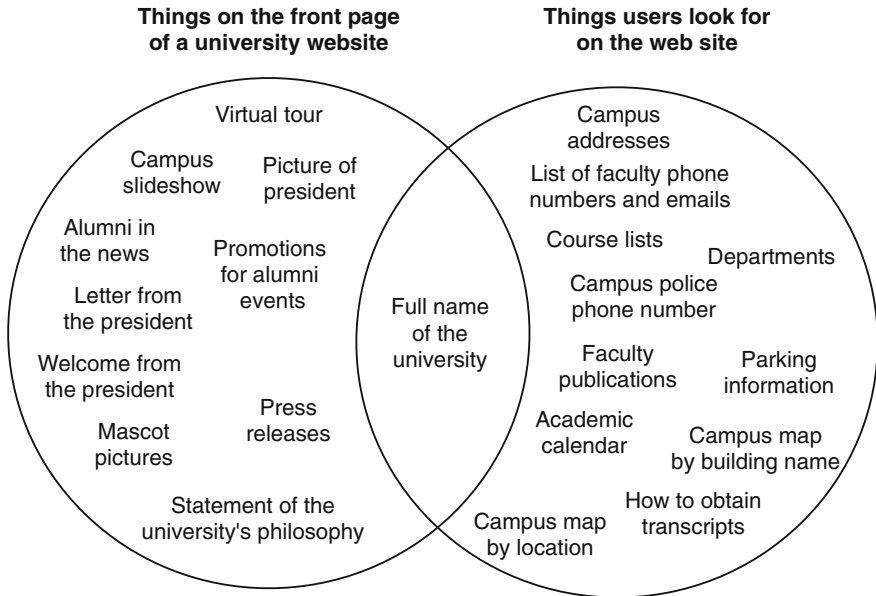 Things on the front page
of a university website
Things users look for
on the web site
Virtual tour
Campus
slideshow
Picture of
president
Alumni in
the news
Promotions
for alumni
events
Letter from
the president
Welcome from
the president
Press
releases
Mascot
pictures
Statement of the
university's philosophy
Full name
of the
university
Campus
addresses
List of faculty phone
numbers and emails
Course lists
Departments
Campus police
phone number
Faculty
publications
Parking
information
Academic
calendar
Campus map
by building name
How to obtain
transcripts
Campus map
by location